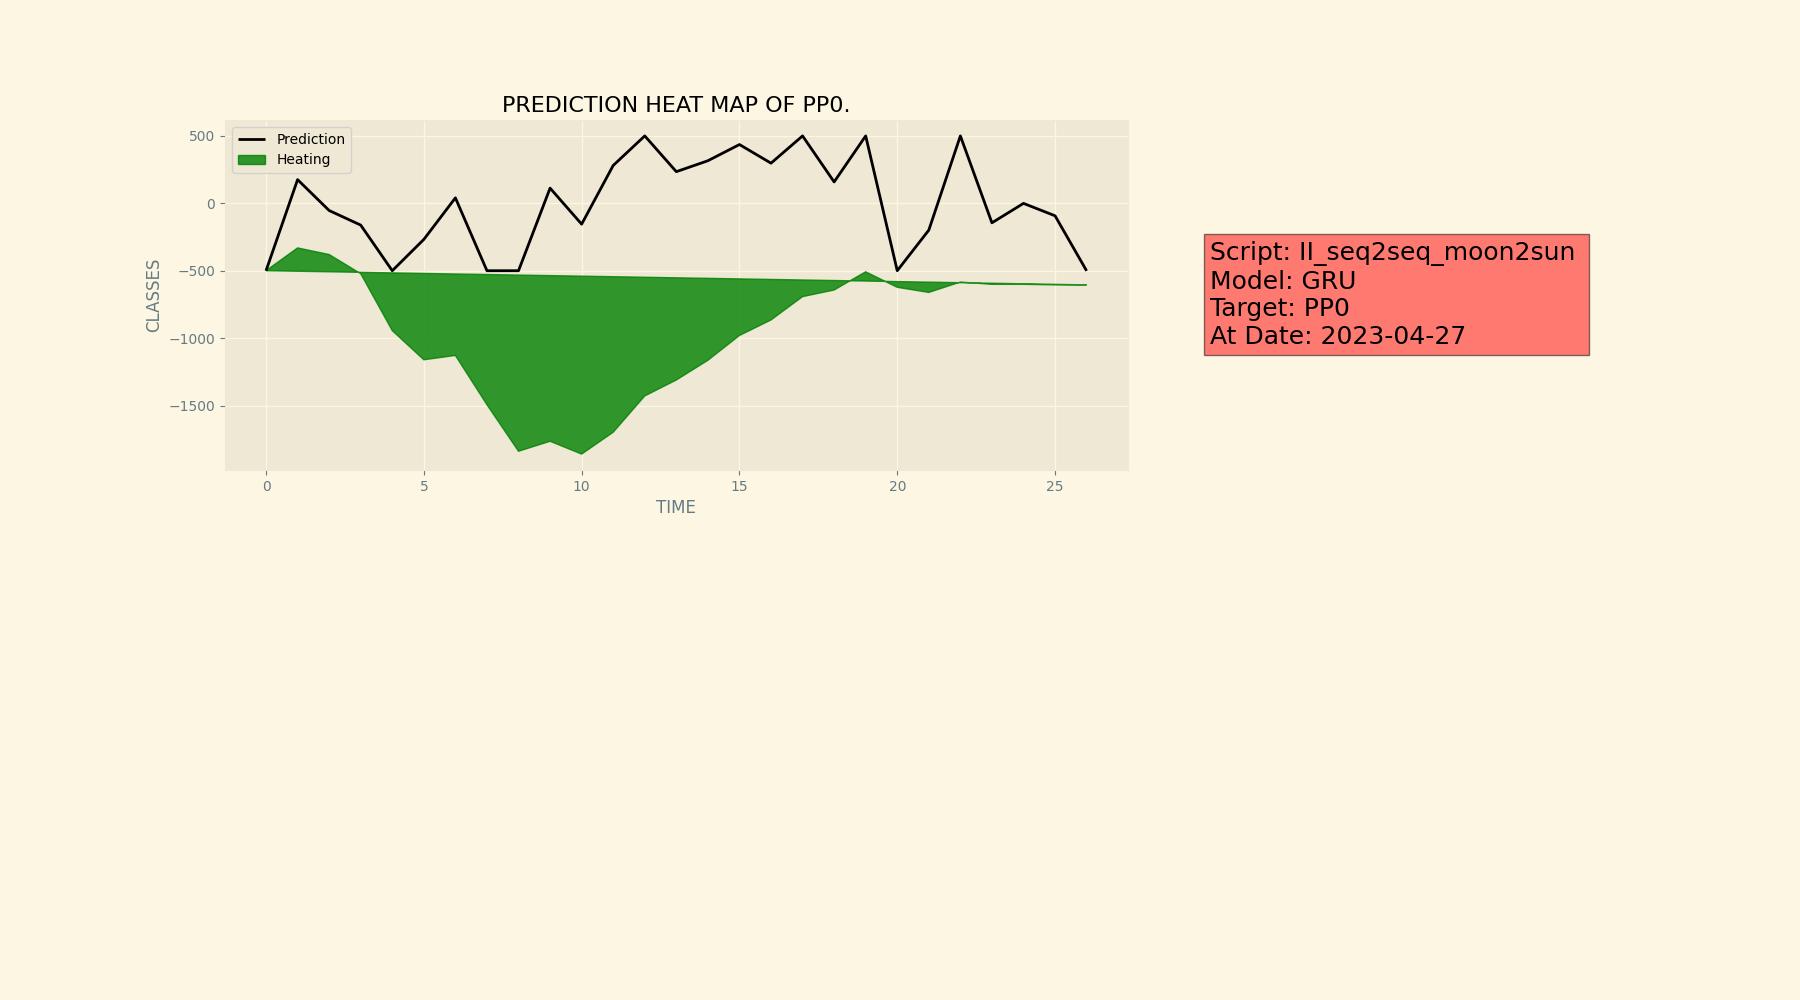 PREDICTION HEAT MAP OF PP0.
Prediction
Heating
500
0
−500
−1000
−1500
CLASSES
0 5 10 15 20 25
TIME
Script: II_seq2seq_moon2sun
Model: GRU
Target: PP0
At Date: 2023-04-27